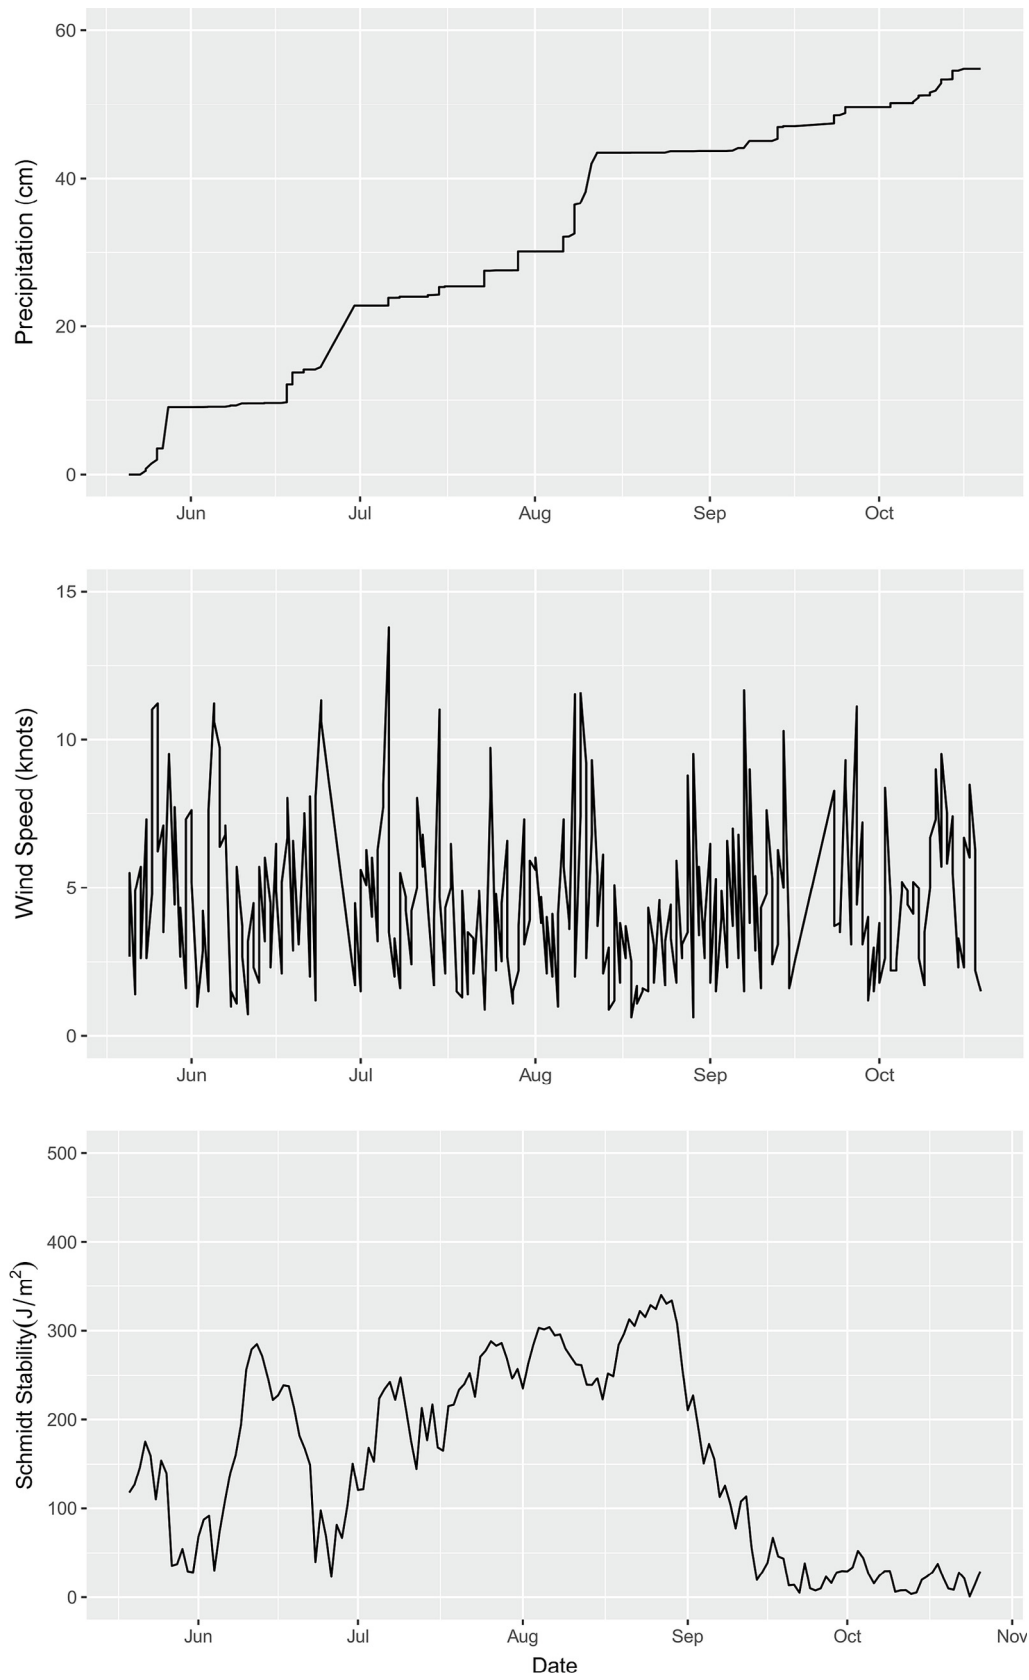 60
40
20
0
Precipitation (cm)
Jun Jul Aug Sep Oct
15
10
5
0
Wind Speed (knots)
Jun Jul Aug Sep Oct
500
400
300
200
100
0
Schmidt Stability(J/m²)
Jun Jul Aug Sep Oct Nov
Date